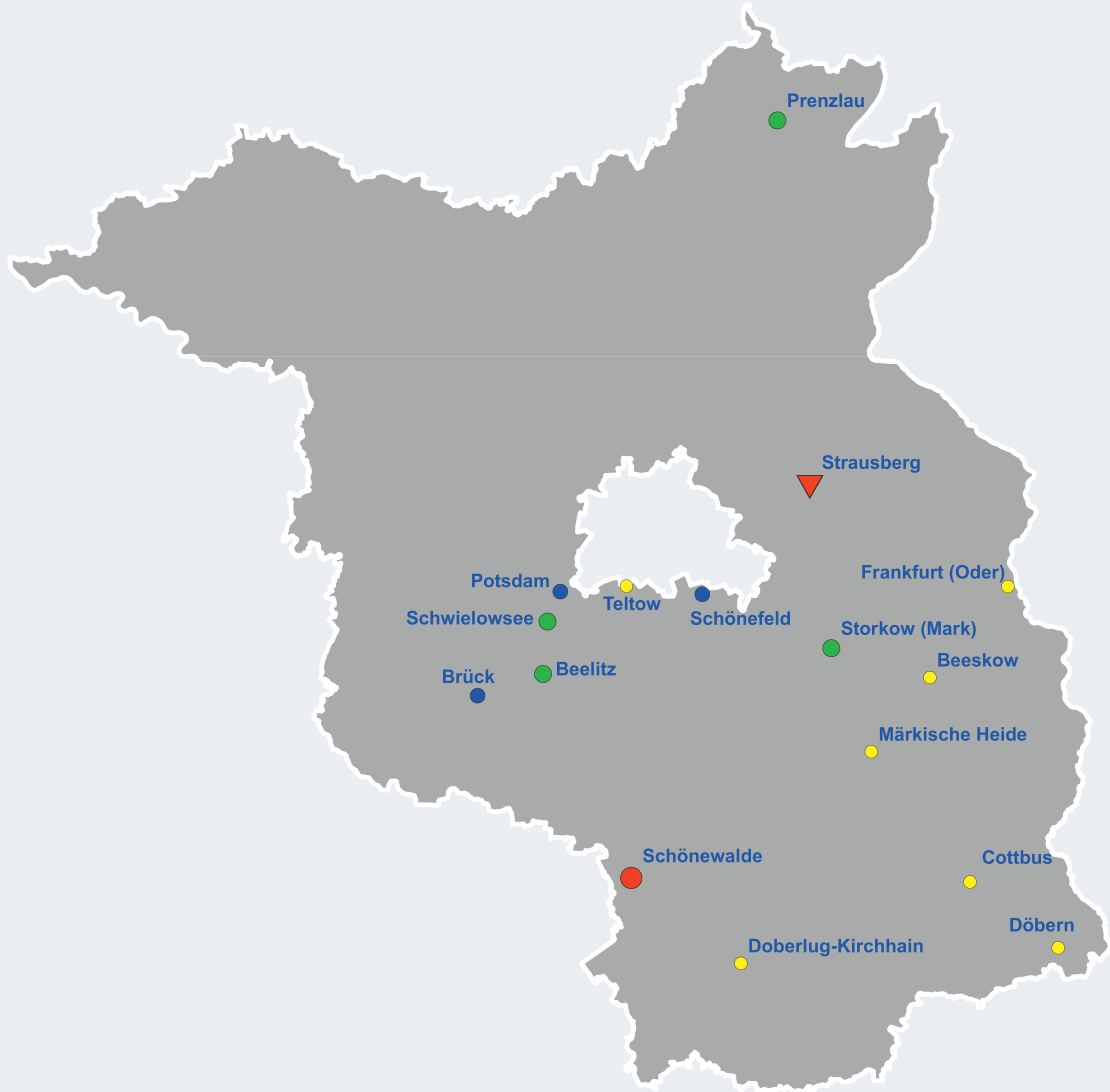 Prenzlau
Strausberg
Frankfurt (Oder)
Potsdam
Teltow
Schwielowsee
Schönefeld
Storkow (Mark)
Beeskow
Beelitz
Brück
Märkische Heide
Schönewalde
Cottbus
Döbern
Doberlug-Kirchhain